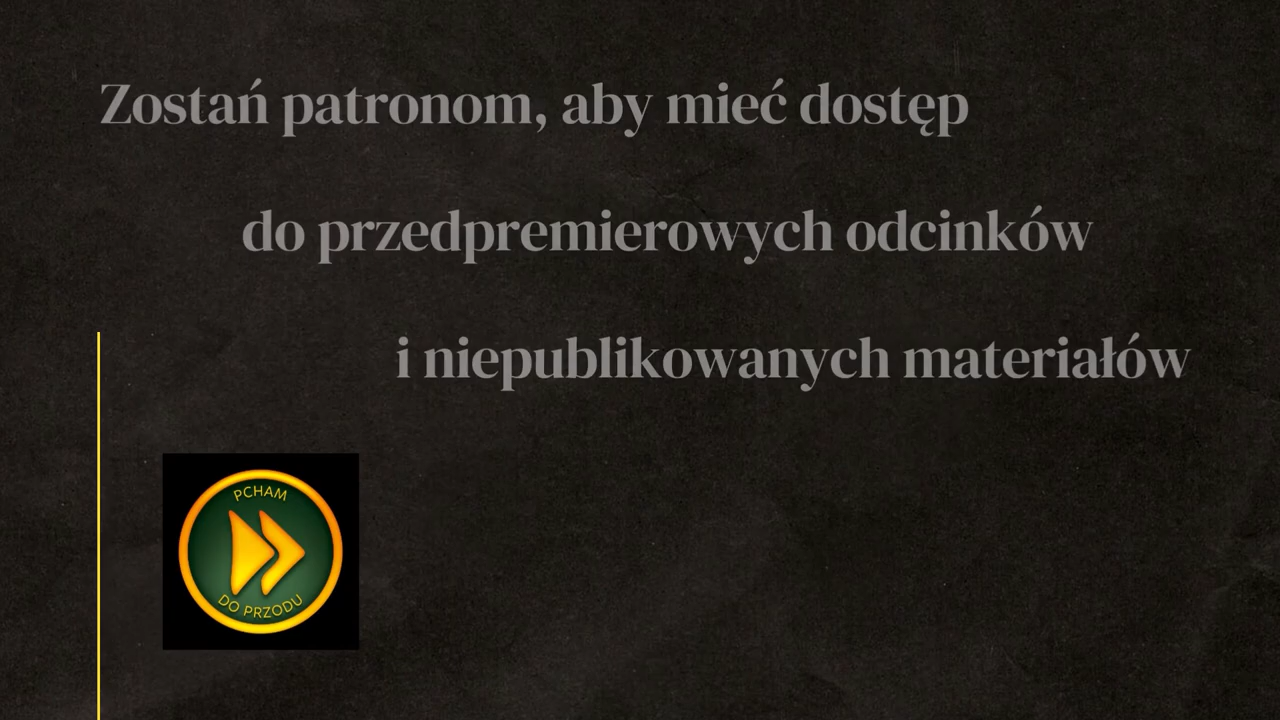 Zostań patronom, aby mieć dostęp
do przedpremierowych odcinków
i niepublikowanych materiałów
PCHAM
DO PRZODU